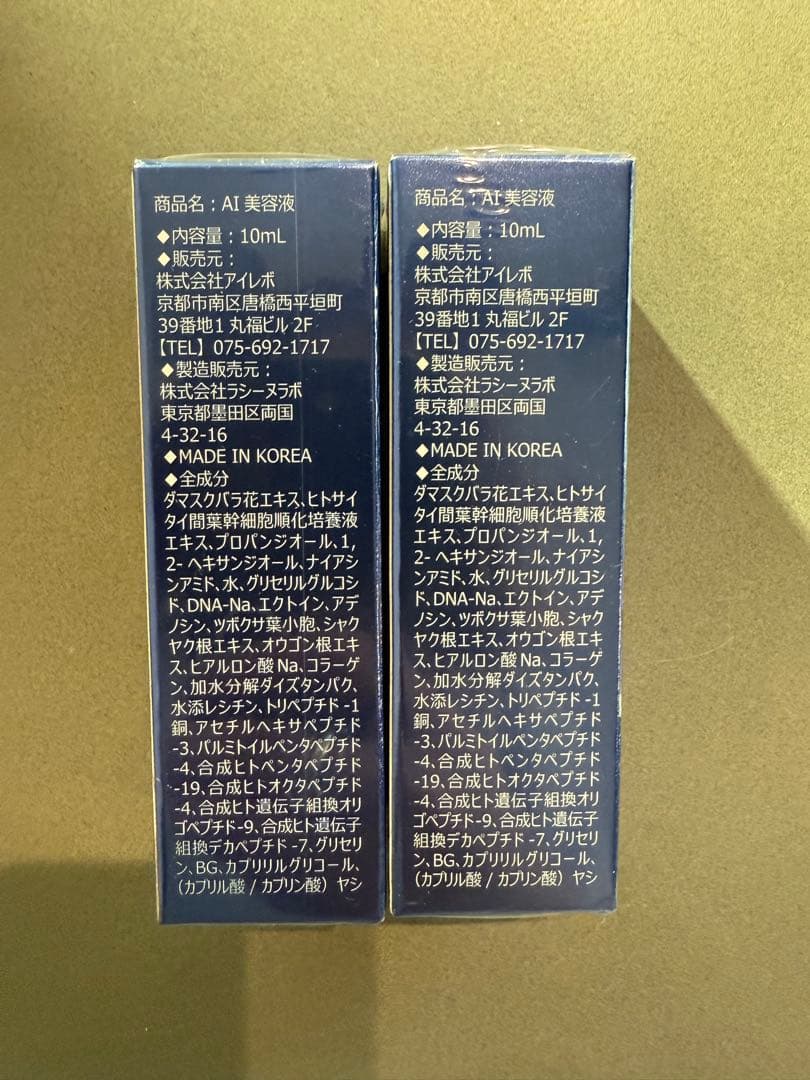 商品名：AI 美容液
◆内容量：10mL
◆販売元：
株式会社アイレボ
京都市南区唐橋西平垣町
39番地1 丸福ビル 2F
【TEL】075-692-1717
◆製造販売元：
株式会社ラシーヌラボ
東京都墨田区両国
4-32-16
◆MADE IN KOREA
◆全成分
ダマスクバラ花エキス、ヒトサイ
タイ間葉幹細胞順化培養液
エキス、プロパンジオール、1,
2- ヘキサンジオール、ナイアシ
ンアミド、水、グリセリルグルコシ
ド、DNA-Na、エクトイン、アデ
ノシン、ツボクサ葉小胞、シャク
ヤク根エキス、オウゴン根エキ
ス、ヒアルロン酸 Na、コラーゲ
ン、加水分解ダイズタンパク、
水添レシチン、トリペプチド -1
銅、アセチルヘキサペプチド
-3、パルミトイルペンタペプチド
-4、合成ヒトペンタペプチド
-19、合成ヒトオクタペプチド
-4、合成ヒト遺伝子組換オリ
ゴペプチド-9、合成ヒト遺伝子
組換デカペプチド -7、グリセリ
ン、BG、カプリリルグリコール、
（カプリル酸 / カプリン酸）ヤシ
商品名：AI 美容液
◆内容量：10mL
◆販売元：
株式会社アイレボ
京都市南区唐橋西平垣町
39番地1 丸福ビル 2F
【TEL】075-692-1717
◆製造販売元：
株式会社ラシーヌラボ
東京都墨田区両国
4-32-16
◆MADE IN KOREA
◆全成分
ダマスクバラ花エキス、ヒトサイ
タイ間葉幹細胞順化培養液
エキス、プロパンジオール、1,
2- ヘキサンジオール、ナイアシ
ンアミド、水、グリセリルグルコシ
ド、DNA-Na、エクトイン、アデ
ノシン、ツボクサ葉小胞、シャク
ヤク根エキス、オウゴン根エキ
ス、ヒアルロン酸 Na、コラーゲ
ン、加水分解ダイズタンパク、
水添レシチン、トリペプチド -1
銅、アセチルヘキサペプチド
-3、パルミトイルペンタペプチド
-4、合成ヒトペンタペプチド
-19、合成ヒトオクタペプチド
-4、合成ヒト遺伝子組換オリ
ゴペプチド-9、合成ヒト遺伝子
組換デカペプチド -7、グリセリ
ン、BG、カプリリルグリコール、
（カプリル酸 / カプリン酸）ヤシ